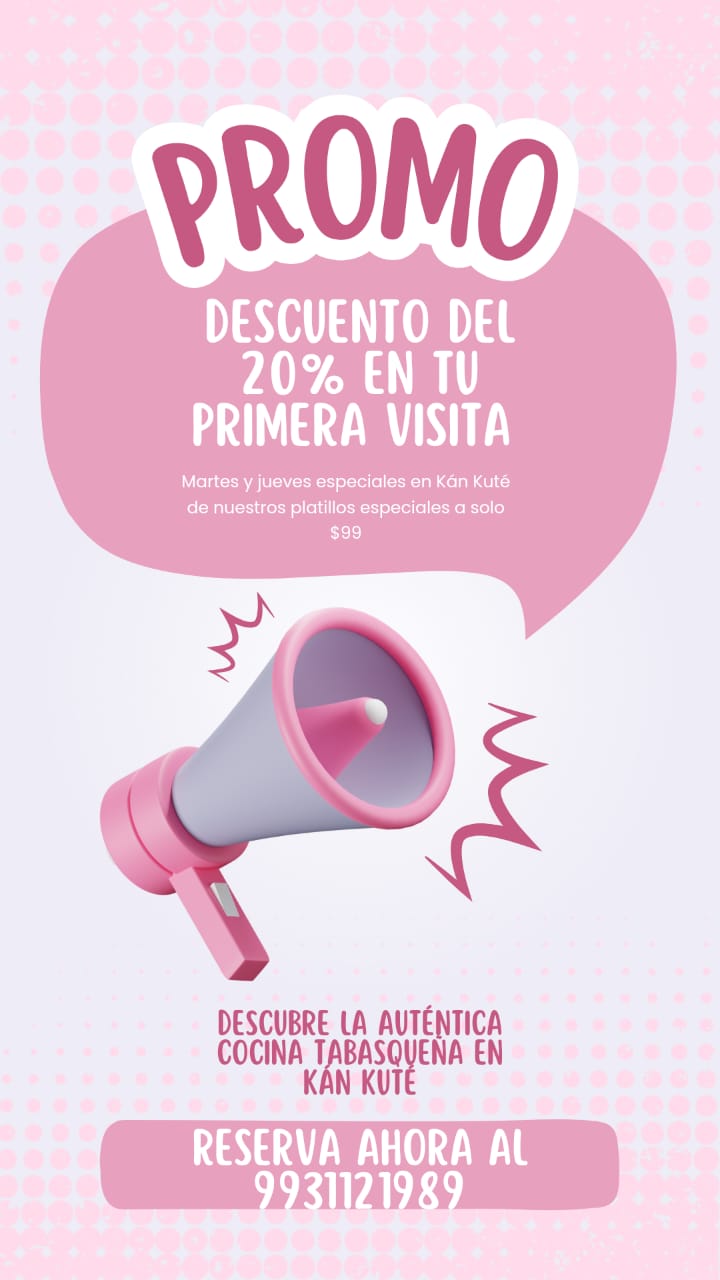 PROMO
DESCUENTO DEL
20% EN TU
PRIMERA VISITA
Martes y jueves especiales en Kán Kuté
de nuestros platillos especiales a solo
$99
DESCUBRE LA AUTÉNTICA
COCINA TABASQUEÑA EN
KÁN KUTÉ
RESERVA AHORA AL
9931121989